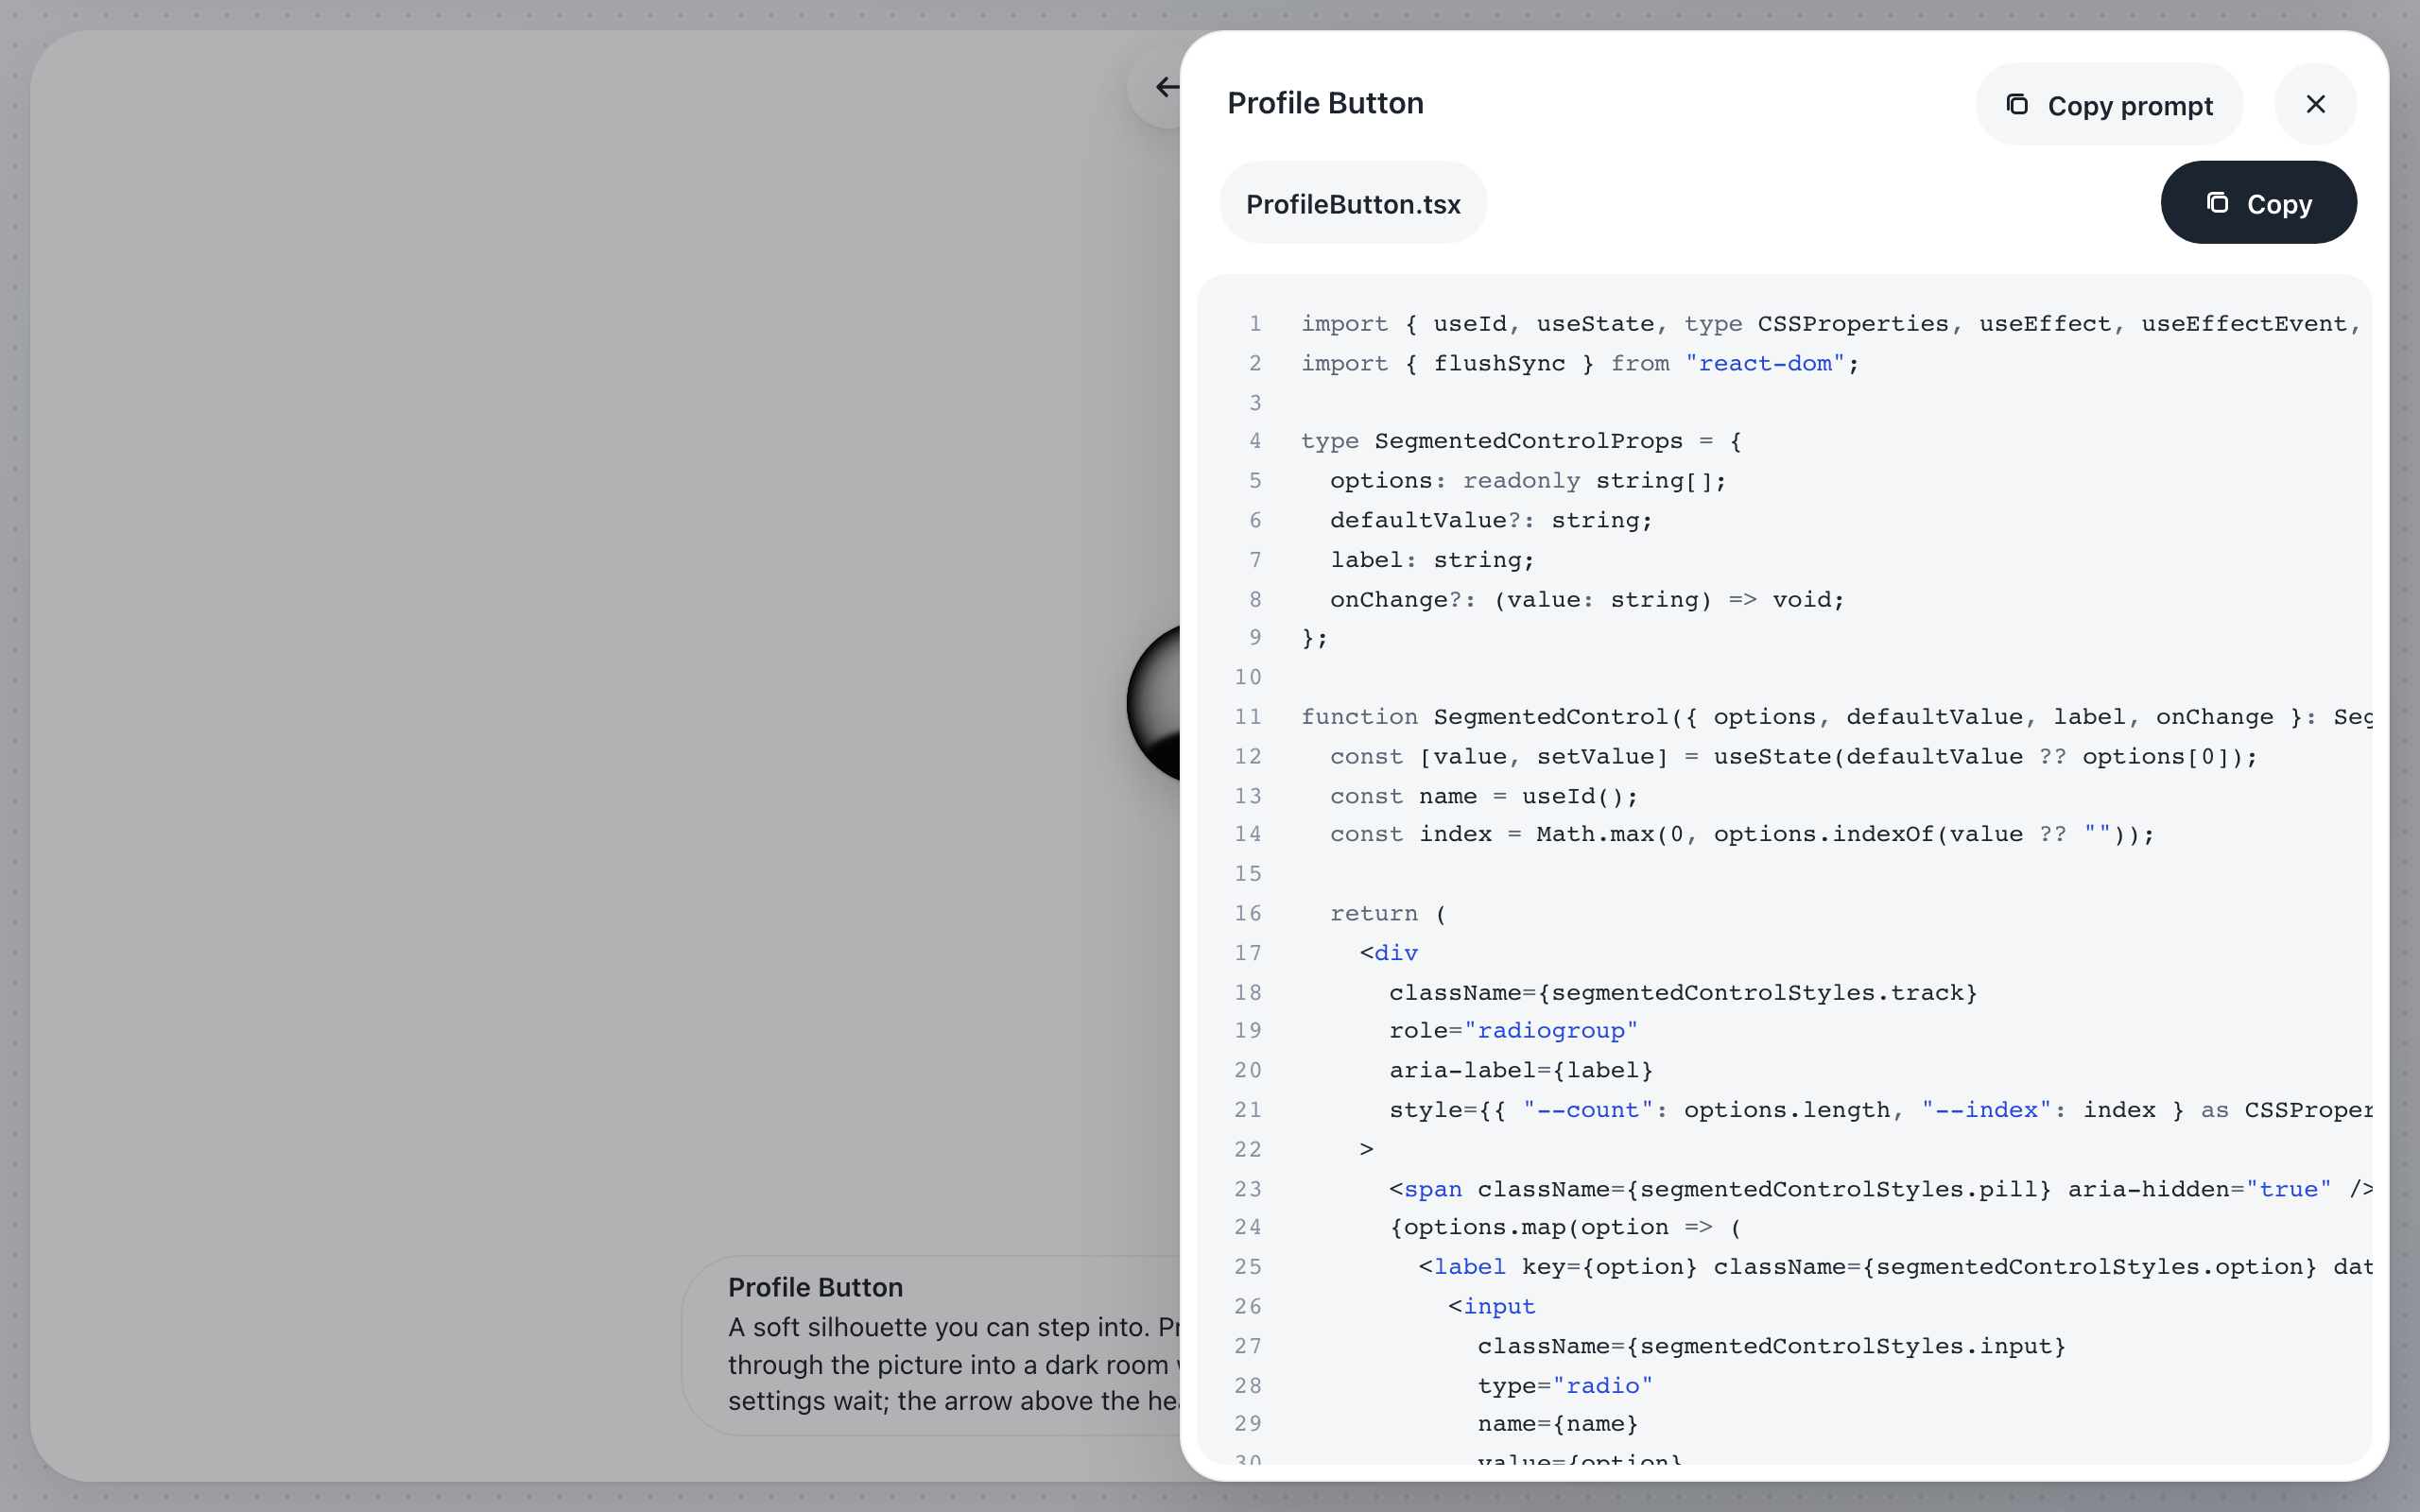 Profile Button
Copy prompt
ProfileButton.tsx
Copy
1 import { useId, useState, type CSSProperties, useEffect, useEffectEvent,
2 import { flushSync } from "react-dom";
3
4 type SegmentedControlProps = {
5   options: readonly string[];
6   defaultValue?: string;
7   label: string;
8   onChange?: (value: string) => void;
9 };
10
11 function SegmentedControl({ options, defaultValue, label, onChange }: Seg
12   const [value, setValue] = useState(defaultValue ?? options[0]);
13   const name = useId();
14   const index = Math.max(0, options.indexOf(value ?? ""));
15
16   return (
17     <div
18       className={segmentedControlStyles.track}
19       role="radiogroup"
20       aria-label={label}
21       style={{ "--count": options.length, "--index": index } as CSSProper
22     >
23       <span className={segmentedControlStyles.pill} aria-hidden="true" />
24       {options.map(option => (
25         <label key={option} className={segmentedControlStyles.option} dat
26           <input
27             className={segmentedControlStyles.input}
28             type="radio"
29             name={name}
30             value={option}
Profile Button
A soft silhouette you can step into. Pr
through the picture into a dark room
settings wait; the arrow above the hea